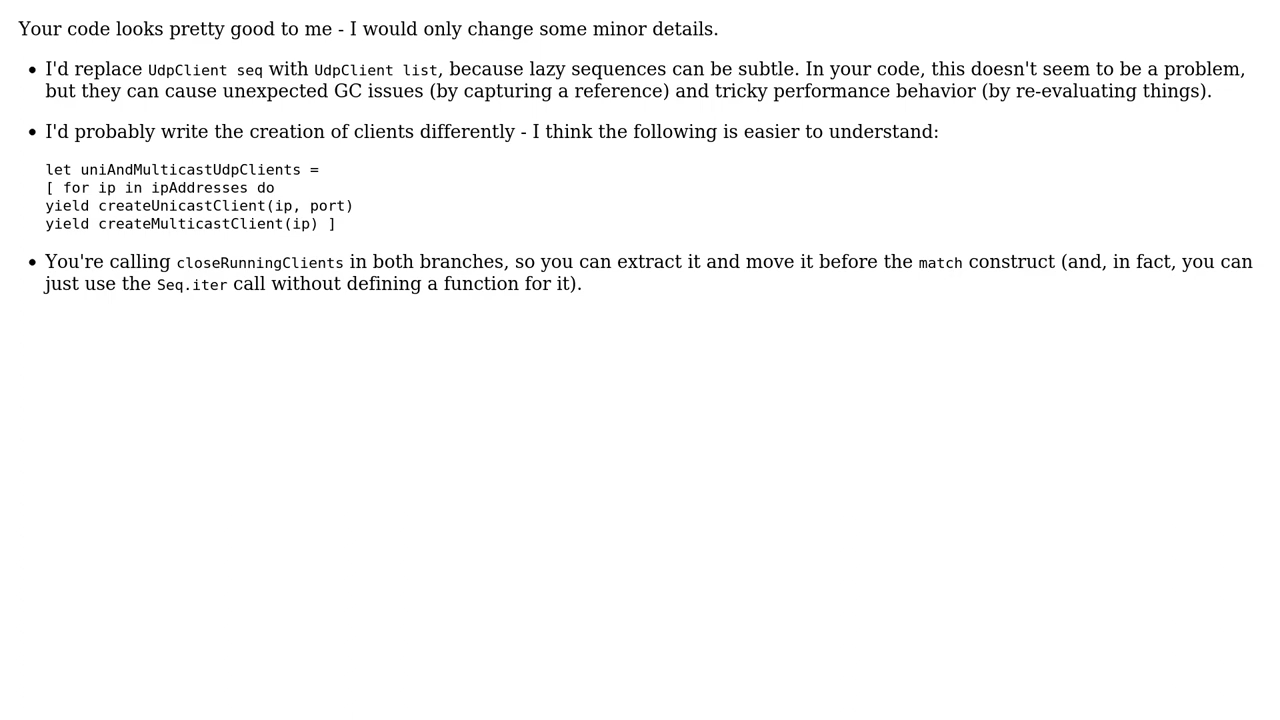 Your code looks pretty good to me - I would only change some minor details.
• I'd replace UdpClient seq with UdpClient list, because lazy sequences can be subtle. In your code, this doesn't seem to be a problem,
but they can cause unexpected GC issues (by capturing a reference) and tricky performance behavior (by re-evaluating things).
• I'd probably write the creation of clients differently - I think the following is easier to understand:
let uniAndMulticastUdpClients =
[ for ip in ipAddresses do
yield createUnicastClient(ip, port)
yield createMulticastClient(ip) ]
• You're calling closeRunningClients in both branches, so you can extract it and move it before the match construct (and, in fact, you can
just use the Seq.iter call without defining a function for it).